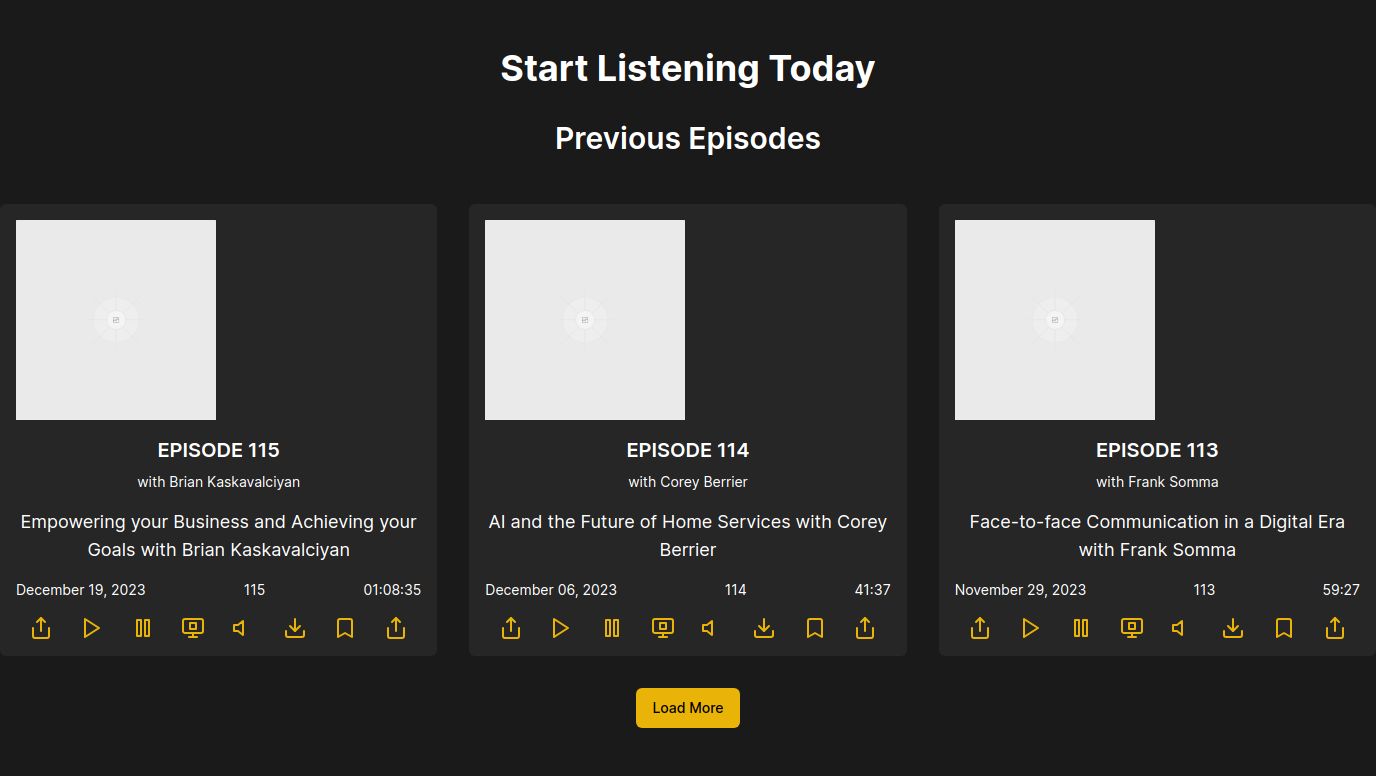 Start Listening Today
Previous Episodes
EPISODE 115
with Brian Kaskavalciyan
Empowering your Business and Achieving your
Goals with Brian Kaskavalciyan
December 19, 2023 115 01:08:35
EPISODE 114
with Corey Berrier
AI and the Future of Home Services with Corey
Berrier
December 06, 2023 114 41:37
EPISODE 113
with Frank Somma
Face-to-face Communication in a Digital Era
with Frank Somma
November 29, 2023 113 59:27
Load More